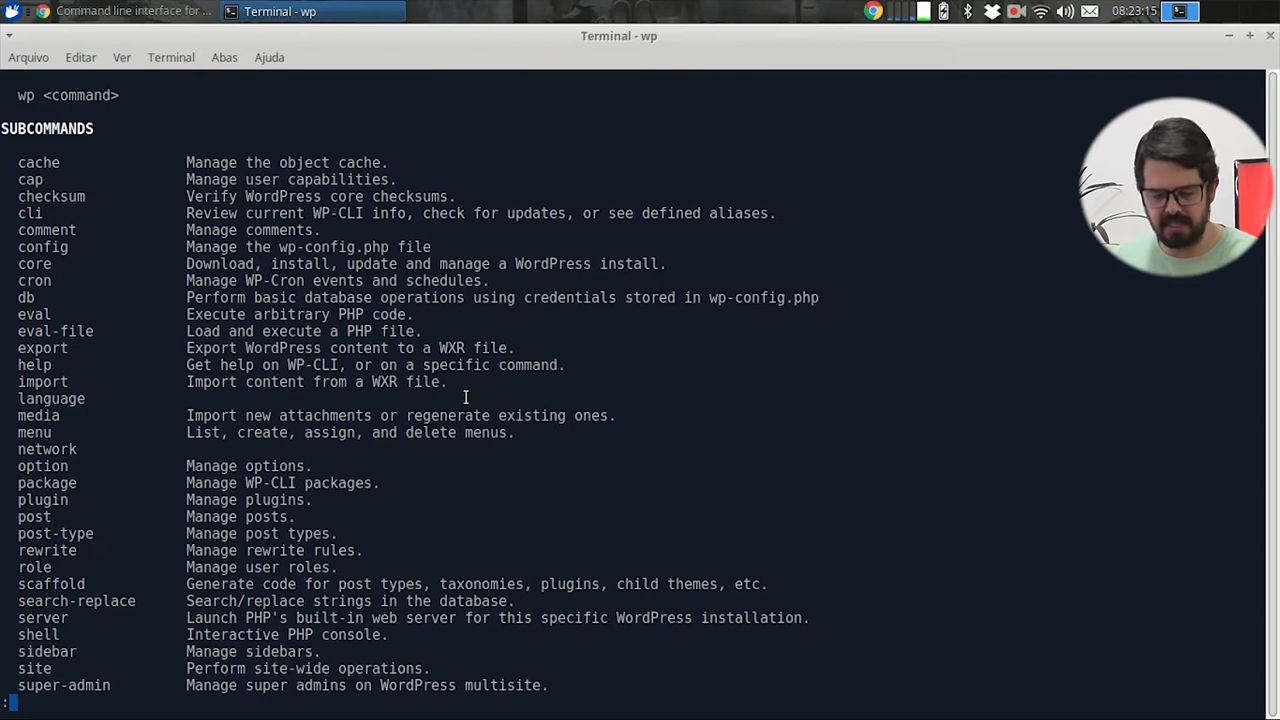 Command line interface for ...
Terminal - wp
08:23:15
Terminal - wp
Arquivo Editar Ver Terminal Abas Ajuda
wp <command>
SUBCOMMANDS
cache Manage the object cache.
cap Manage user capabilities.
checksum Verify WordPress core checksums.
cli Review current WP-CLI info, check for updates, or see defined aliases.
comment Manage comments.
config Manage the wp-config.php file
core Download, install, update and manage a WordPress install.
cron Manage WP-Cron events and schedules.
db Perform basic database operations using credentials stored in wp-config.php
eval Execute arbitrary PHP code.
eval-file Load and execute a PHP file.
export Export WordPress content to a WXR file.
help Get help on WP-CLI, or on a specific command.
import Import content from a WXR file.
language
media Import new attachments or regenerate existing ones.
menu List, create, assign, and delete menus.
network
option Manage options.
package Manage WP-CLI packages.
plugin Manage plugins.
post Manage posts.
post-type Manage post types.
rewrite Manage rewrite rules.
role Manage user roles.
scaffold Generate code for post types, taxonomies, plugins, child themes, etc.
search-replace Search/replace strings in the database.
server Launch PHP's built-in web server for this specific WordPress installation.
shell Interactive PHP console.
sidebar Manage sidebars.
site Perform site-wide operations.
super-admin Manage super admins on WordPress multisite.
: